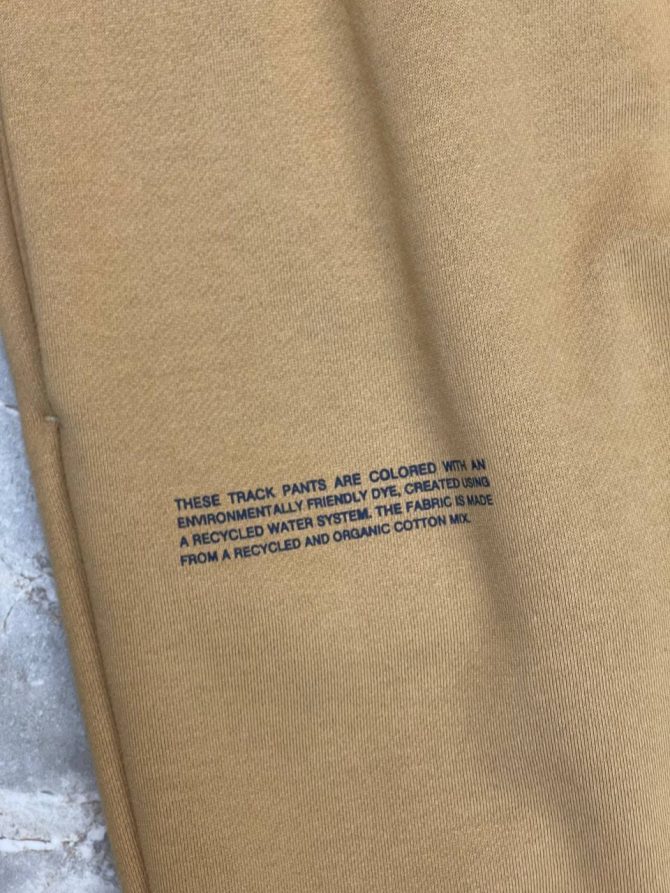 THESE TRACK PANTS ARE COLORED WITH AN
ENVIRONMENTALLY FRIENDLY DYE, CREATED USING
A RECYCLED WATER SYSTEM. THE FABRIC IS MADE
FROM A RECYCLED AND ORGANIC COTTON MIX.